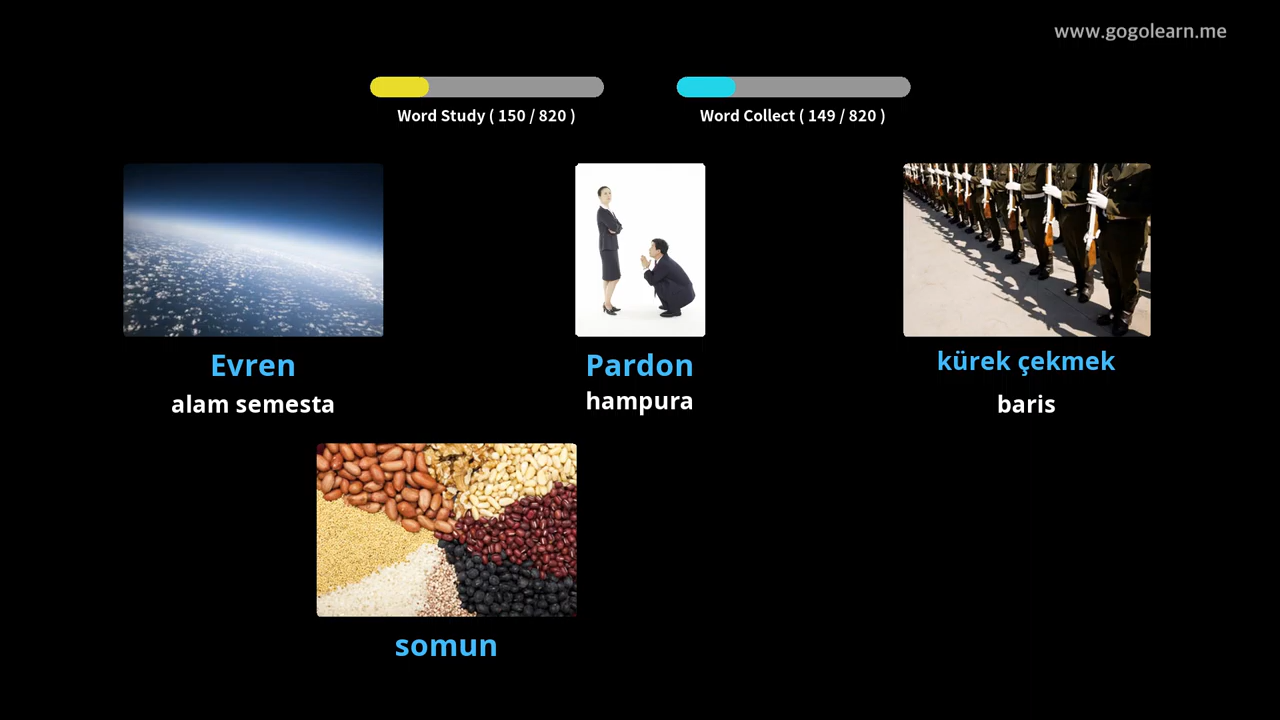 www.gogolearn.me
Word Study ( 150 / 820 )
Word Collect ( 149 / 820 )
Evren
alam semesta
Pardon
hampura
kürek çekmek
baris
somun